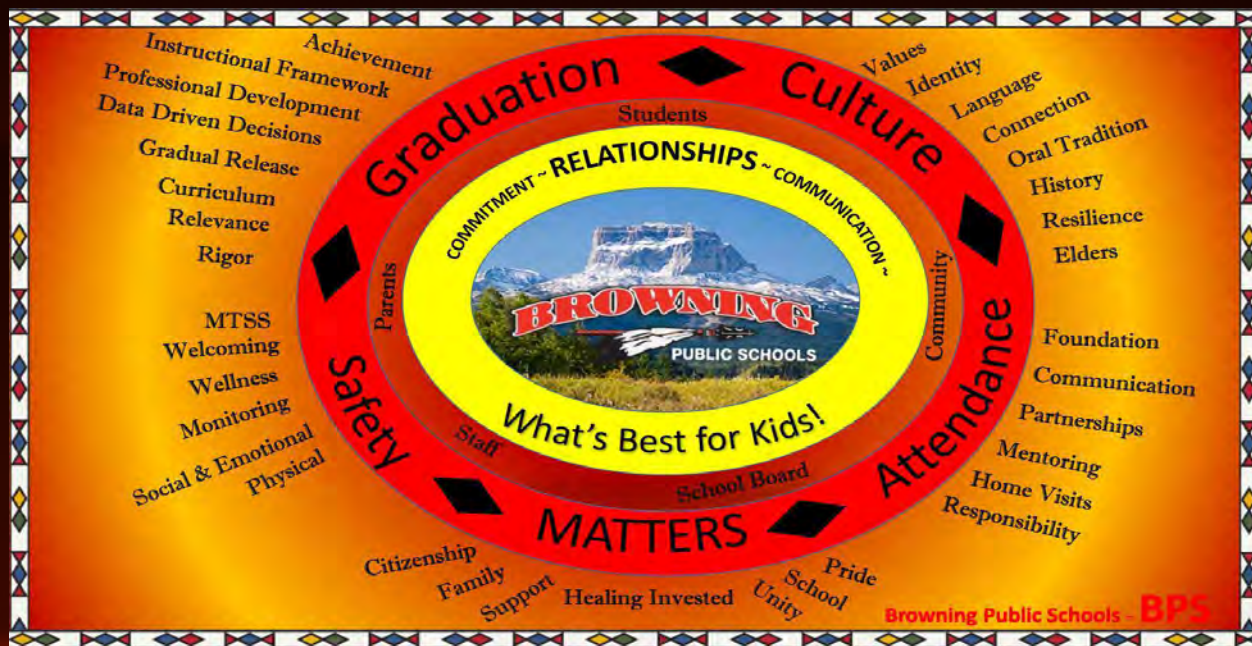 Achievement
Instructional Framework
Professional Development
Data Driven Decisions
Gradual Release
Curriculum
Relevance
Rigor
Graduation
Culture
Values
Identity
Language
Connection
Oral Tradition
History
Resilience
Elders
Students
Parents
Community
COMMITMENT ~ RELATIONSHIPS ~ COMMUNICATION ~
BROWNING
PUBLIC SCHOOLS
What's Best for Kids!
Staff
School Board
MTSS
Welcoming
Wellness
Monitoring
Social & Emotional
Physical
Safety
MATTERS
Attendance
Foundation
Communication
Partnerships
Mentoring
Home Visits
Responsibility
Citizenship
Family
Support
Healing Invested
Unity
School
Pride
Browning Public Schools - BPS